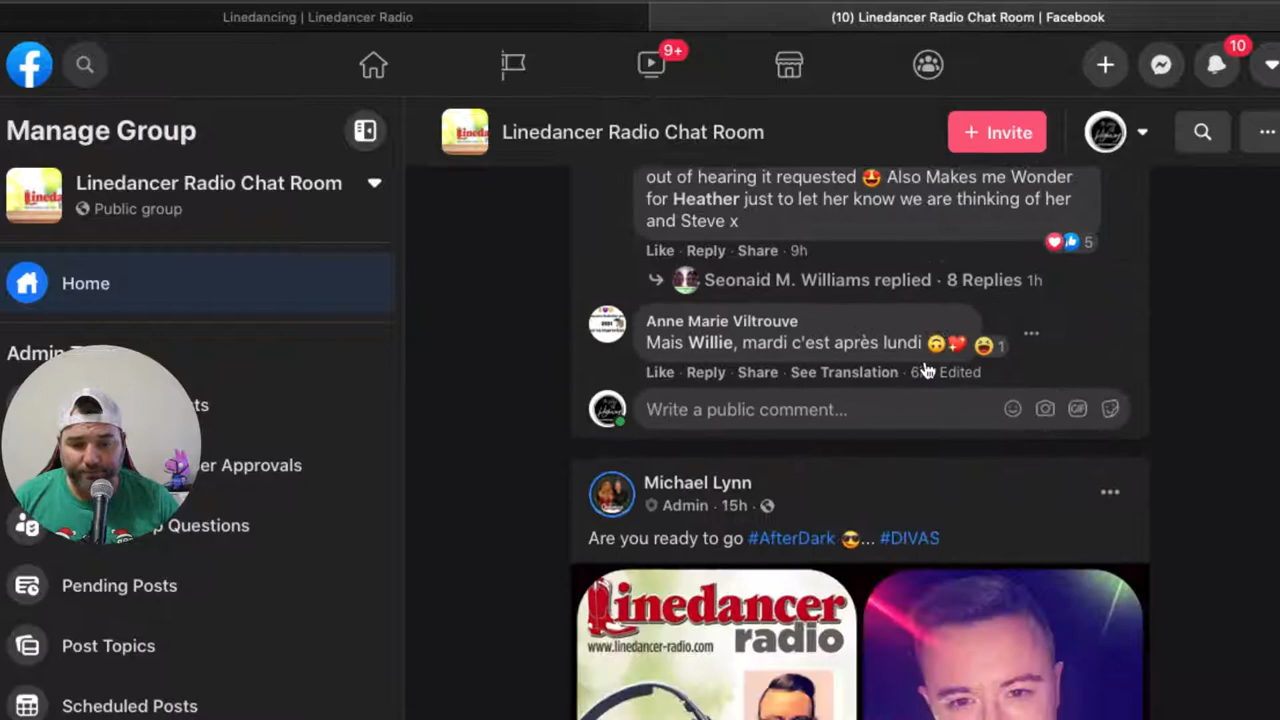 Linedancing | Linedancer Radio
(10) Linedancer Radio Chat Room | Facebook
9+
10
Manage Group
Linedancer Radio Chat Room
+ Invite
Linedancer Radio Chat Room
Public group
Home
out of hearing it requested 🤩 Also Makes me Wonder
for Heather just to let her know we are thinking of her
and Steve x
5
Like · Reply · Share · 9h
Seonaid M. Williams replied · 8 Replies 1h
Anne Marie Viltrouve
Mais Willie, mardi c'est après lundi 🙃💖
😆 1
Like · Reply · Share · See Translation · Edited
Write a public comment...
GIF
Michael Lynn
Admin · 15h ·
Are you ready to go #AfterDark 😎... #DIVAS
Linedancer
radio
www.linedancer-radio.com
Approvals
Questions
Pending Posts
Post Topics
Scheduled Posts